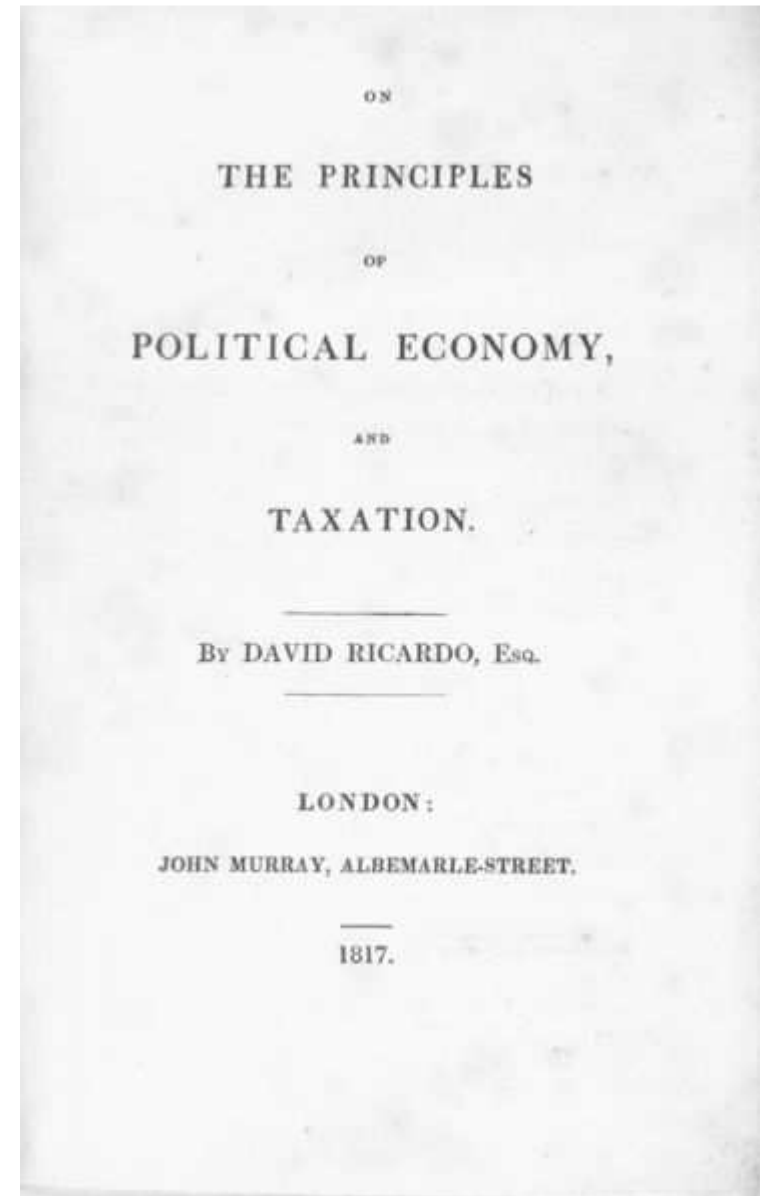 ON
THE PRINCIPLES
OF
POLITICAL ECONOMY,
AND
TAXATION.
By DAVID RICARDO, Esq.
LONDON:
JOHN MURRAY, ALBEMARLE-STREET.
1817.